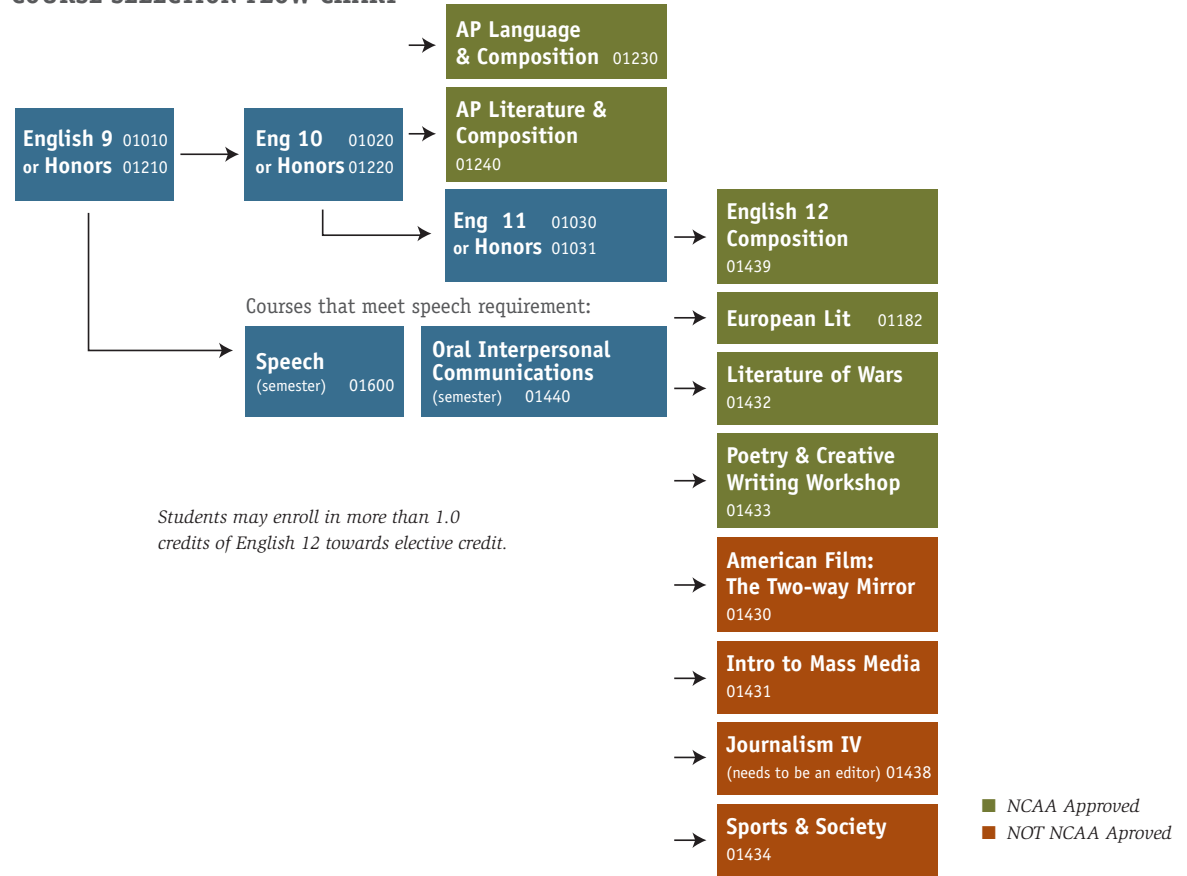 COURSE SELECTION FLOW CHART
AP Language
& Composition 01230
AP Literature &
Composition
01240
English 9 01010
or Honors 01210
Eng 10 01020
or Honors 01220
Eng 11 01030
or Honors 01031
English 12
Composition
01439
Courses that meet speech requirement:
Speech
(semester) 01600
Oral Interpersonal
Communications
(semester) 01440
European Lit 01182
Literature of Wars
01432
Poetry & Creative
Writing Workshop
01433
Students may enroll in more than 1.0
credits of English 12 towards elective credit.
American Film:
The Two-way Mirror
01430
Intro to Mass Media
01431
Journalism IV
(needs to be an editor) 01438
Sports & Society
01434
NCAA Approved
NOT NCAA Aproved